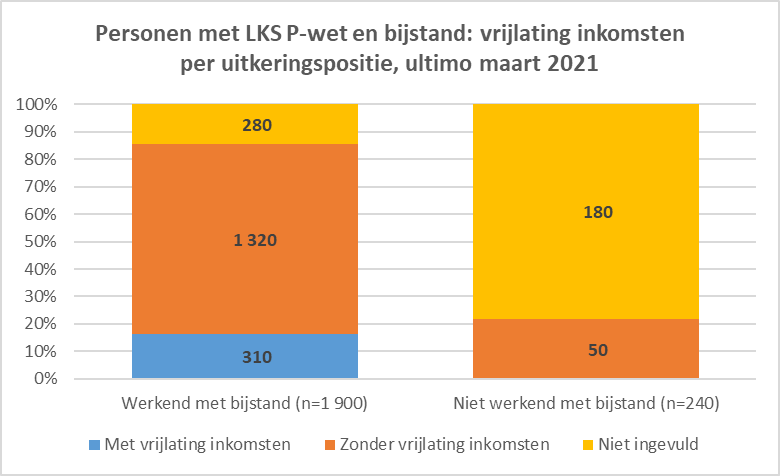 Personen met LKS P-wet en bijstand: vrijlating inkomsten
per uitkeringspositie, ultimo maart 2021
100%
90%
80%
70%
60%
50%
40%
30%
20%
10%
0%
280
1 320
310
180
50
Werkend met bijstand (n=1 900)
Niet werkend met bijstand (n=240)
Met vrijlating inkomsten
Zonder vrijlating inkomsten
Niet ingevuld